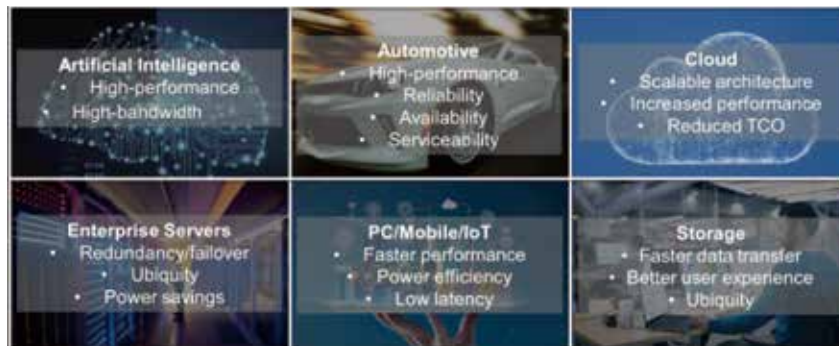 Artificial Intelligence
• High-performance
• High-bandwidth
Automotive
• High-performance
• Reliability
• Availability
• Serviceability
Cloud
• Scalable architecture
• Increased performance
• Reduced TCO
Enterprise Servers
• Redundancy/failover
• Ubiquity
• Power savings
PC/Mobile/IoT
• Faster performance
• Power efficiency
• Low latency
Storage
• Faster data transfer
• Better user experience
• Ubiquity